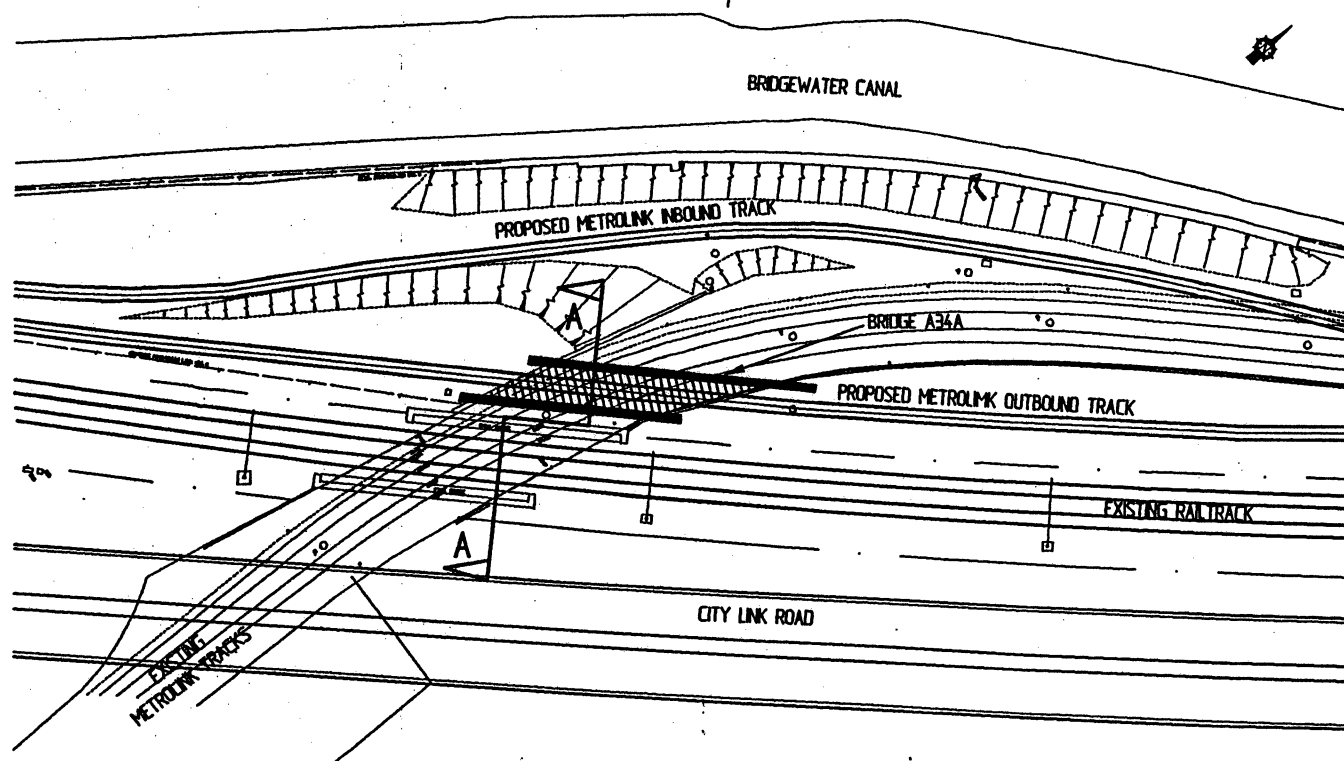 BRIDGEWATER CANAL
PROPOSED METROLINK INBOUND TRACK
A
BRIDGE A34A
PROPOSED METROLIMK OUTBOUND TRACK
EXISTING RAILTRACK
A
CITY LINK ROAD
EXISTING
METROLINK TRACKS